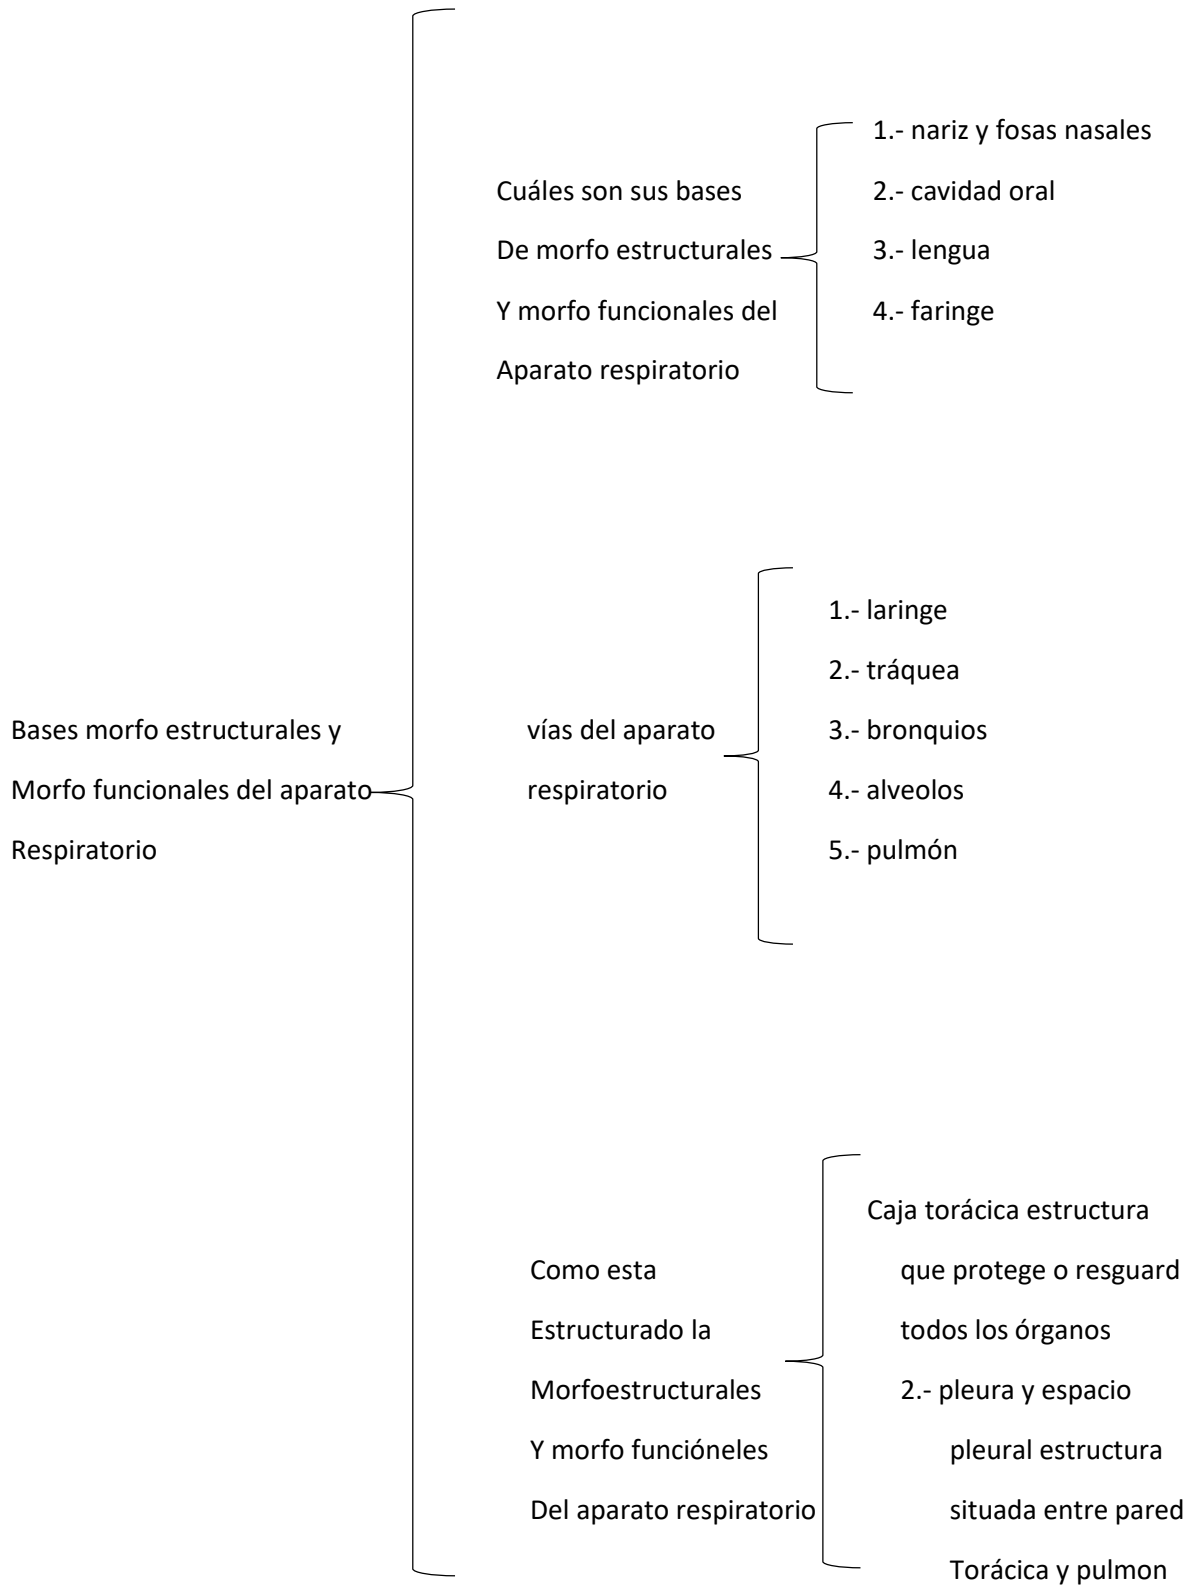 Bases morfo estructurales y
Morfo funcionales del aparato
Respiratorio
Cuáles son sus bases
De morfo estructurales
Y morfo funcionales del
Aparato respiratorio
1.- nariz y fosas nasales
2.- cavidad oral
3.- lengua
4.- faringe
vías del aparato
respiratorio
1.- laringe
2.- tráquea
3.- bronquios
4.- alveolos
5.- pulmón
Como esta
Estructurado la
Morfoestructurales
Y morfo funcióneles
Del aparato respiratorio
Caja torácica estructura
que protege o resguard
todos los órganos
2.- pleura y espacio
pleural estructura
situada entre pared
Torácica y pulmon